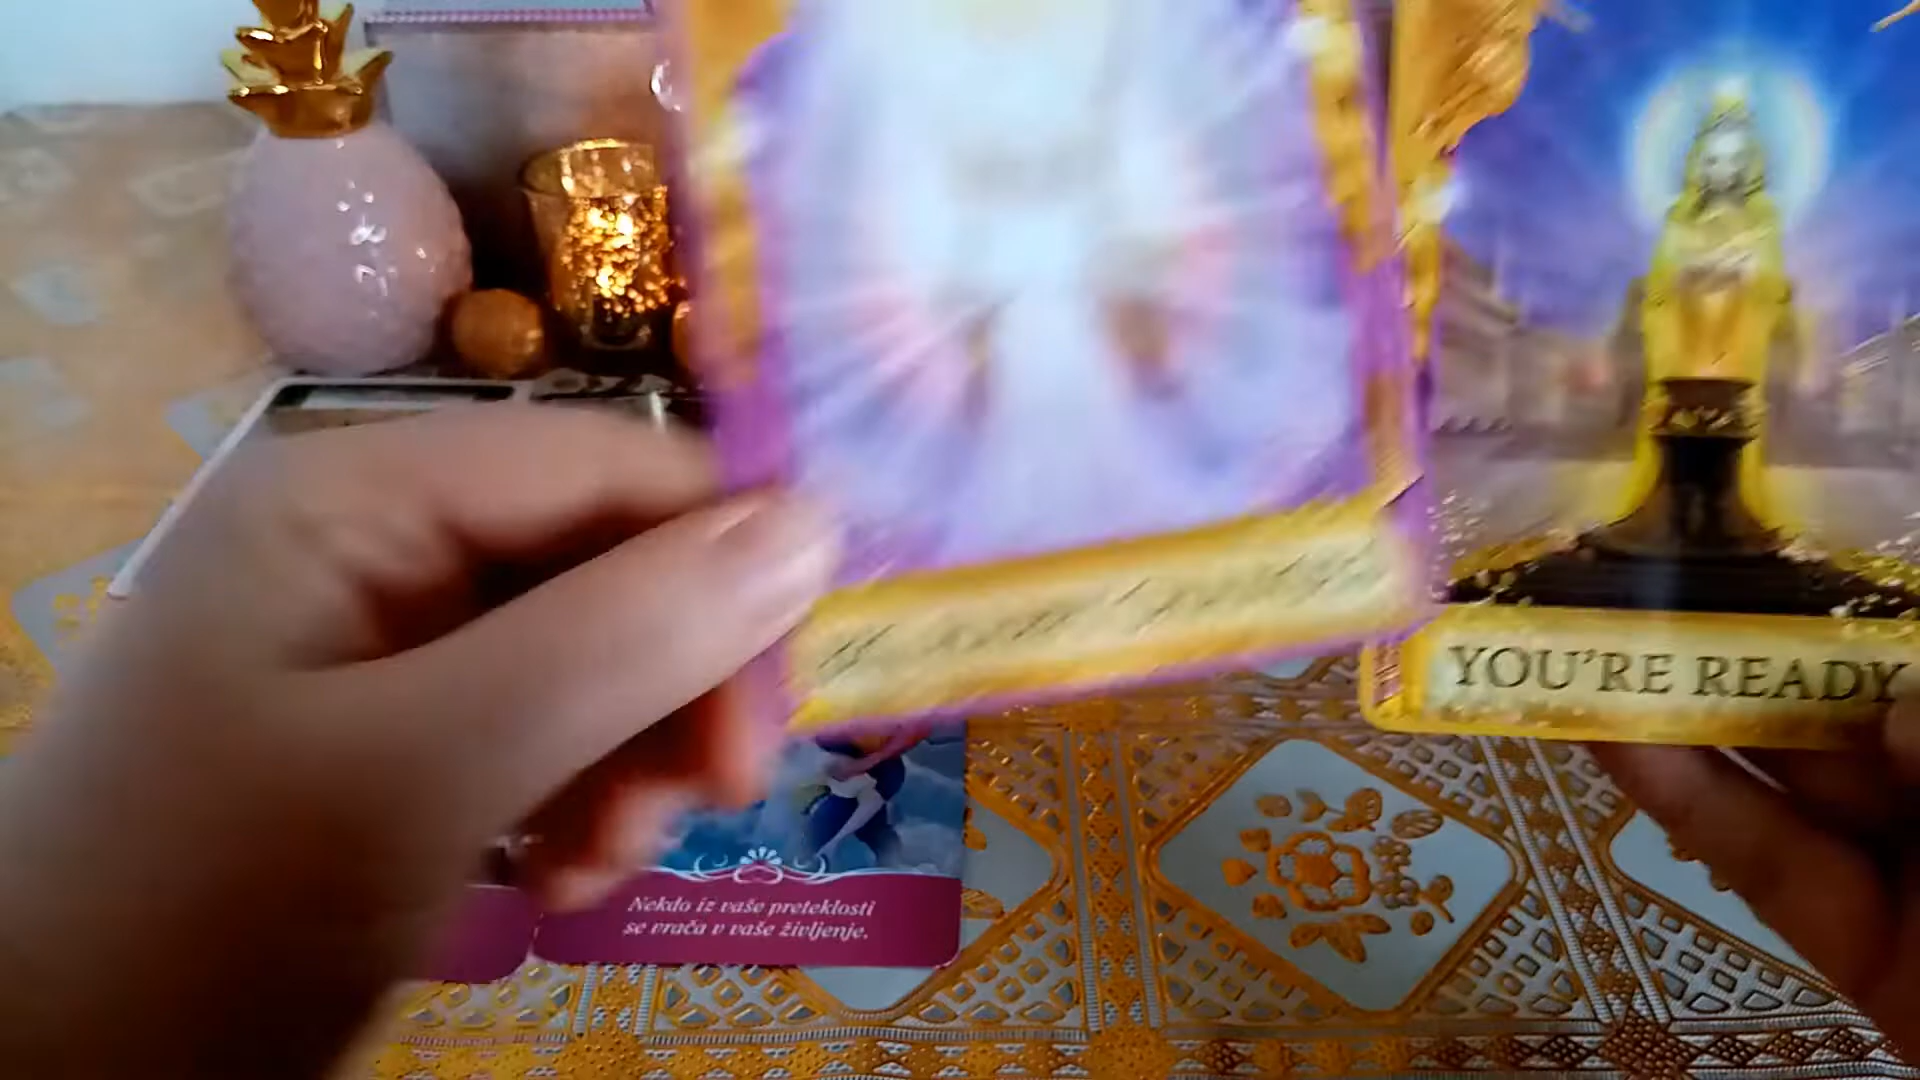 YOU'RE READY
Nekdo iz vaše preteklosti
se vrača v vaše življenje.